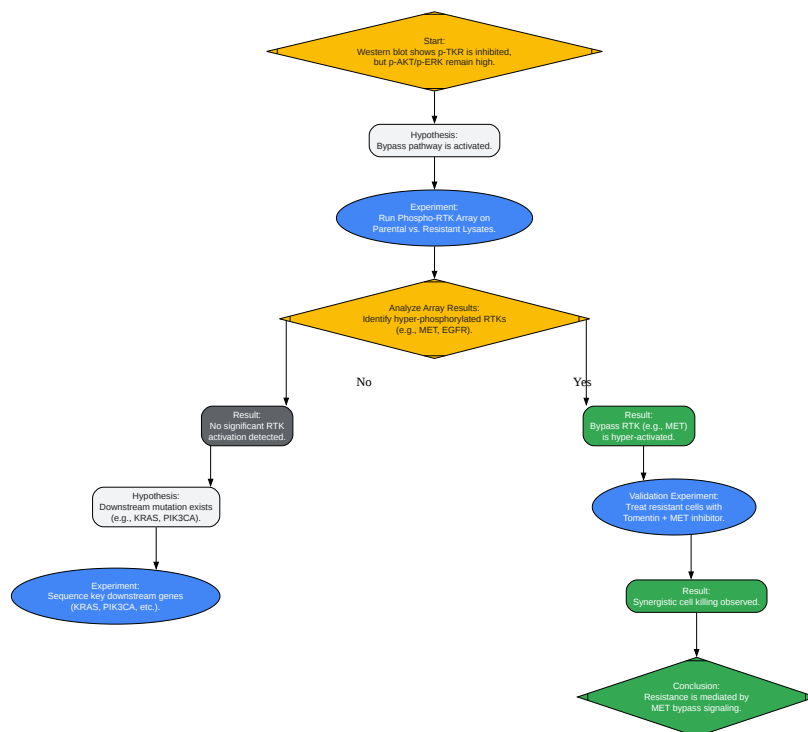 Start:
Western blot shows p-TKR is inhibited,
but p-AKT/p-ERK remain high.
Hypothesis:
Bypass pathway is activated.
Experiment:
Run Phospho-RTK Array on
Parental vs. Resistant Lysates.
Analyze Array Results:
Identify hyper-phosphorylated RTKs
(e.g., MET, EGFR).
No
Yes
Result:
No significant RTK
activation detected.
Result:
Bypass RTK (e.g., MET)
is hyper-activated.
Hypothesis:
Downstream mutation exists
(e.g., KRAS, PIK3CA).
Validation Experiment:
Treat resistant cells with
Tomentin + MET inhibitor.
Experiment:
Sequence key downstream genes
(KRAS, PIK3CA, etc.).
Result:
Synergistic cell killing observed.
Conclusion:
Resistance is mediated by
MET bypass signaling.